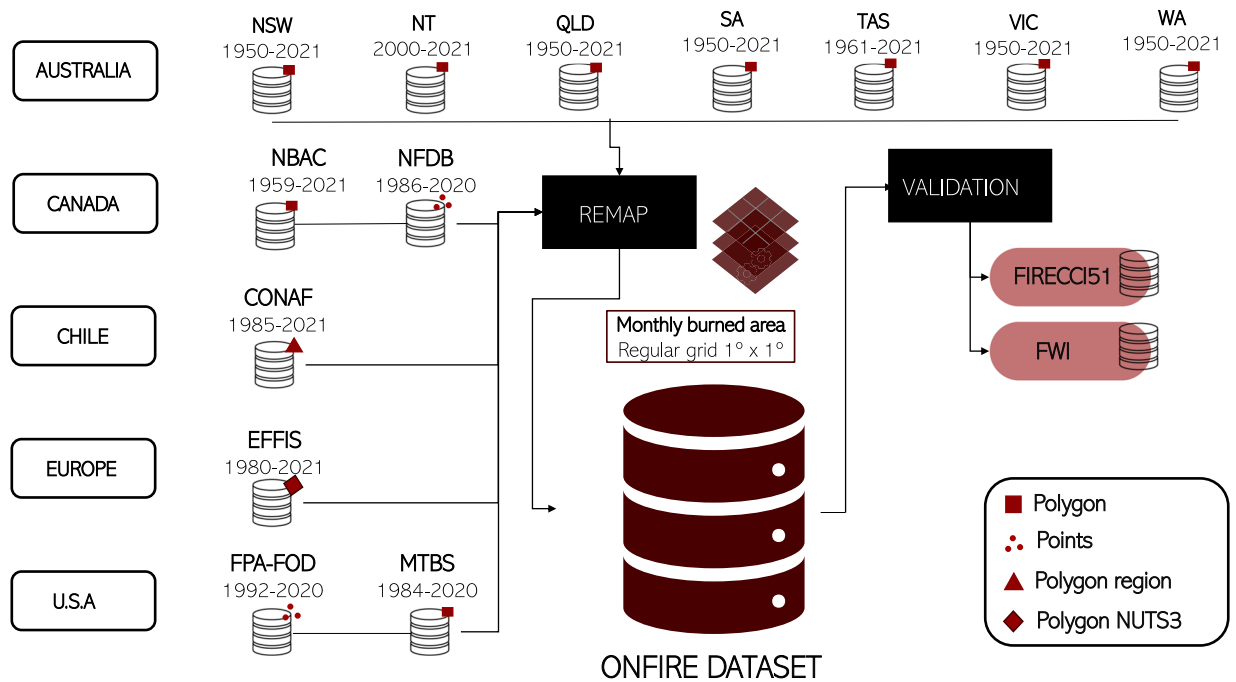 NSW
1950-2021
NT
2000-2021
QLD
1950-2021
SA
1950-2021
TAS
1961-2021
VIC
1950-2021
WA
1950-2021
AUSTRALIA
NBAC
1959-2021
NFDB
1986-2020
CANADA
REMAP
VALIDATION
FIRECCI51
FWI
CONAF
1985-2021
CHILE
Monthly burned area
Regular grid 1º x 1º
EFFIS
1980-2021
EUROPE
FPA-FOD
1992-2020
MTBS
1984-2020
U.S.A
Polygon
Points
Polygon region
Polygon NUTS3
ONFIRE DATASET